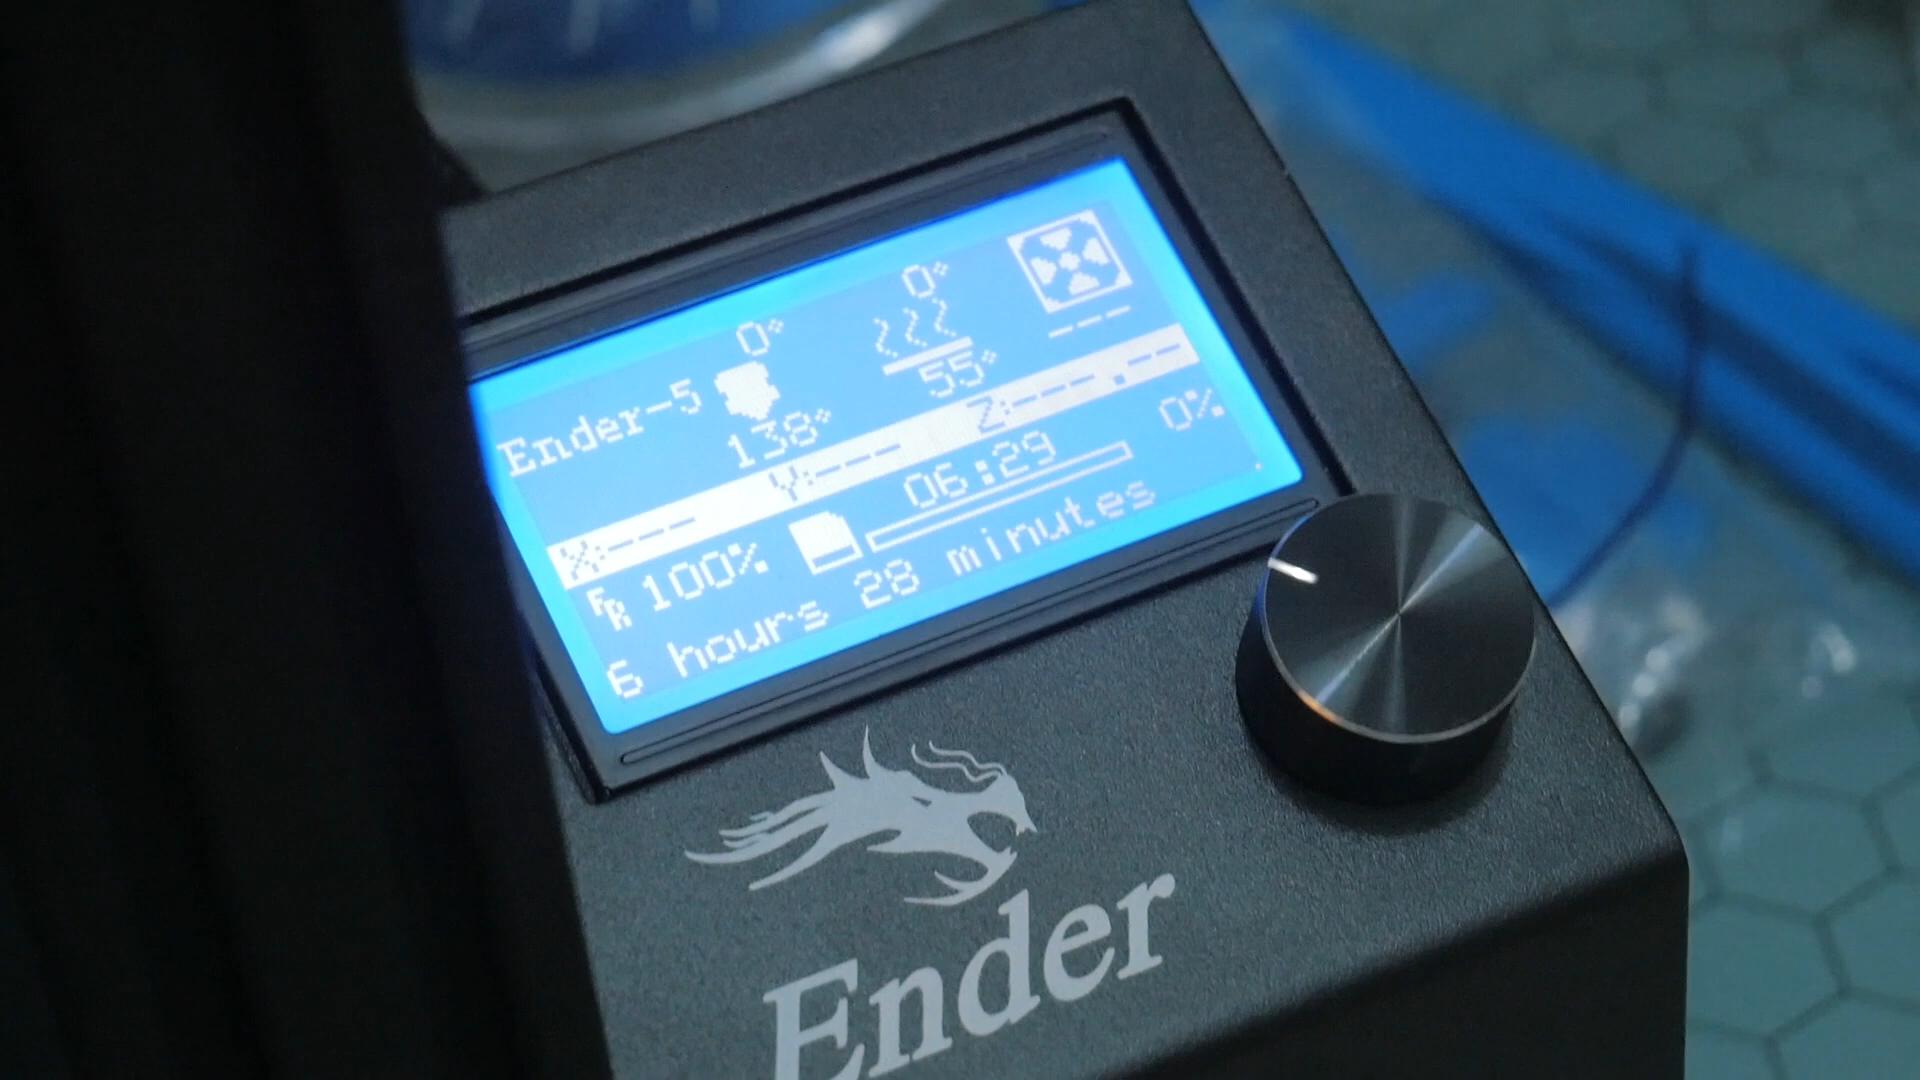 0° 0°
Ender-5
138° 55° ---
X:--- Y:--- Z:---.--
FR 100% 06:29 0%
6 hours 28 minutes
Ender